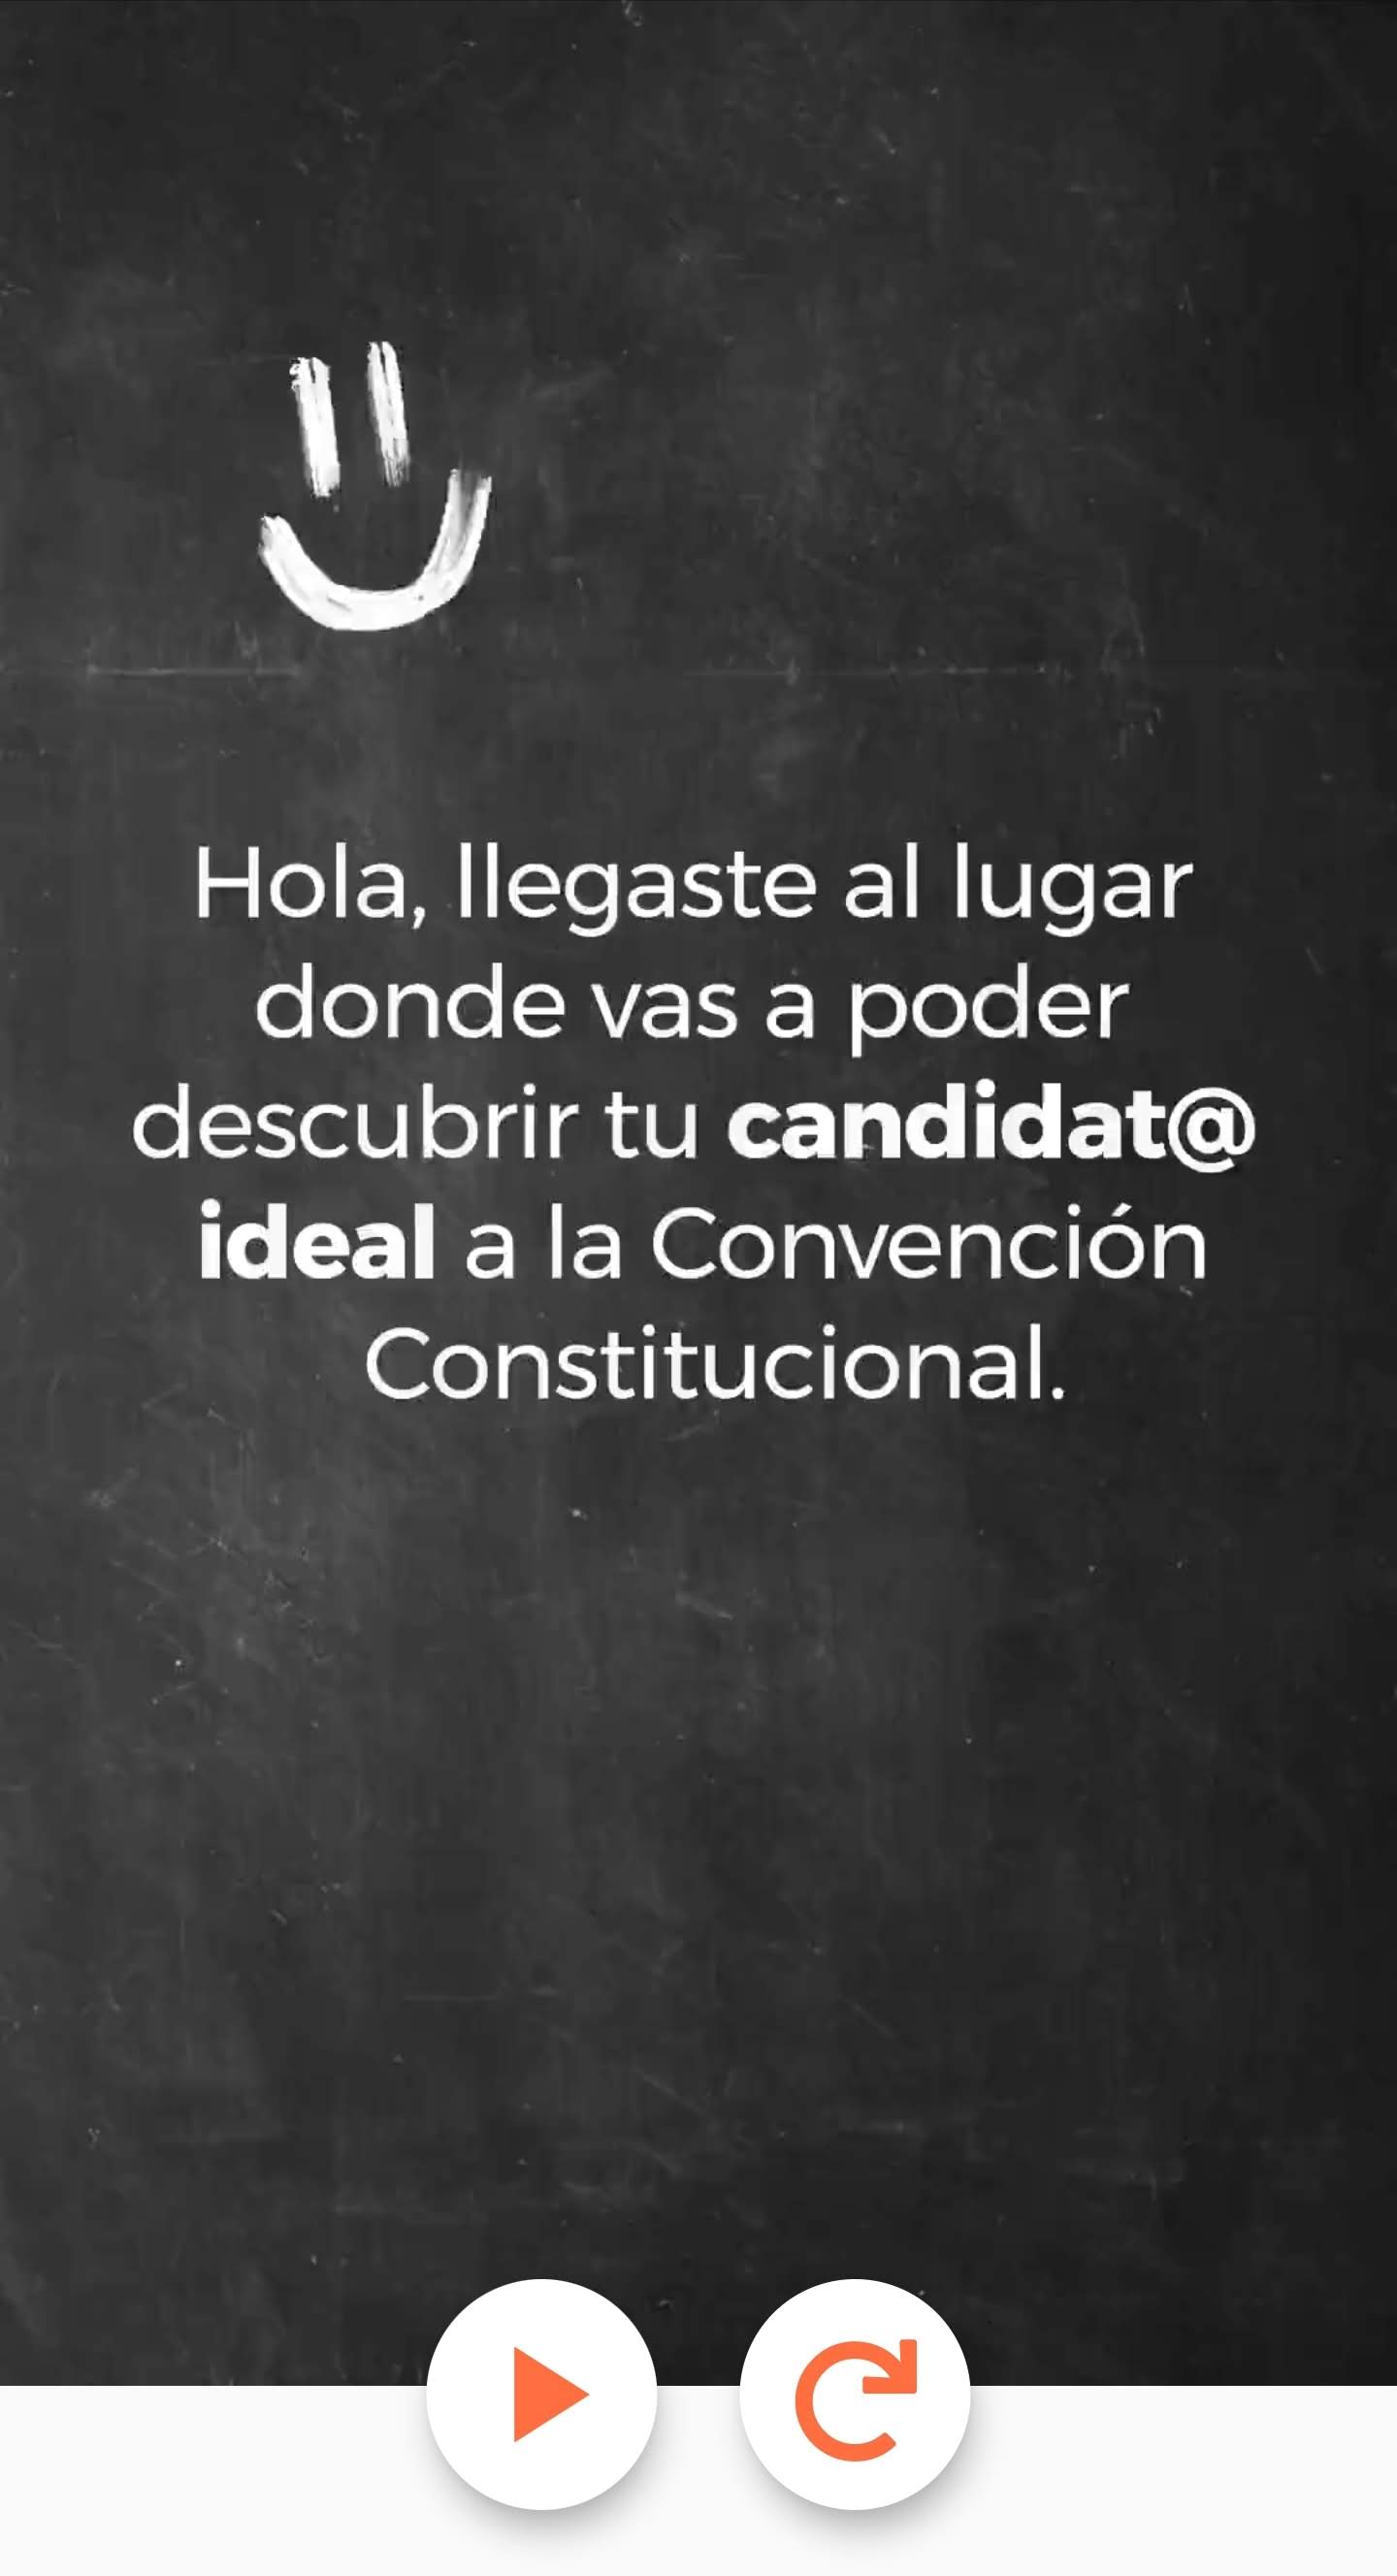 Hola, llegaste al lugar
donde vas a poder
descubrir tu candidat@
ideal a la Convención
Constitucional.